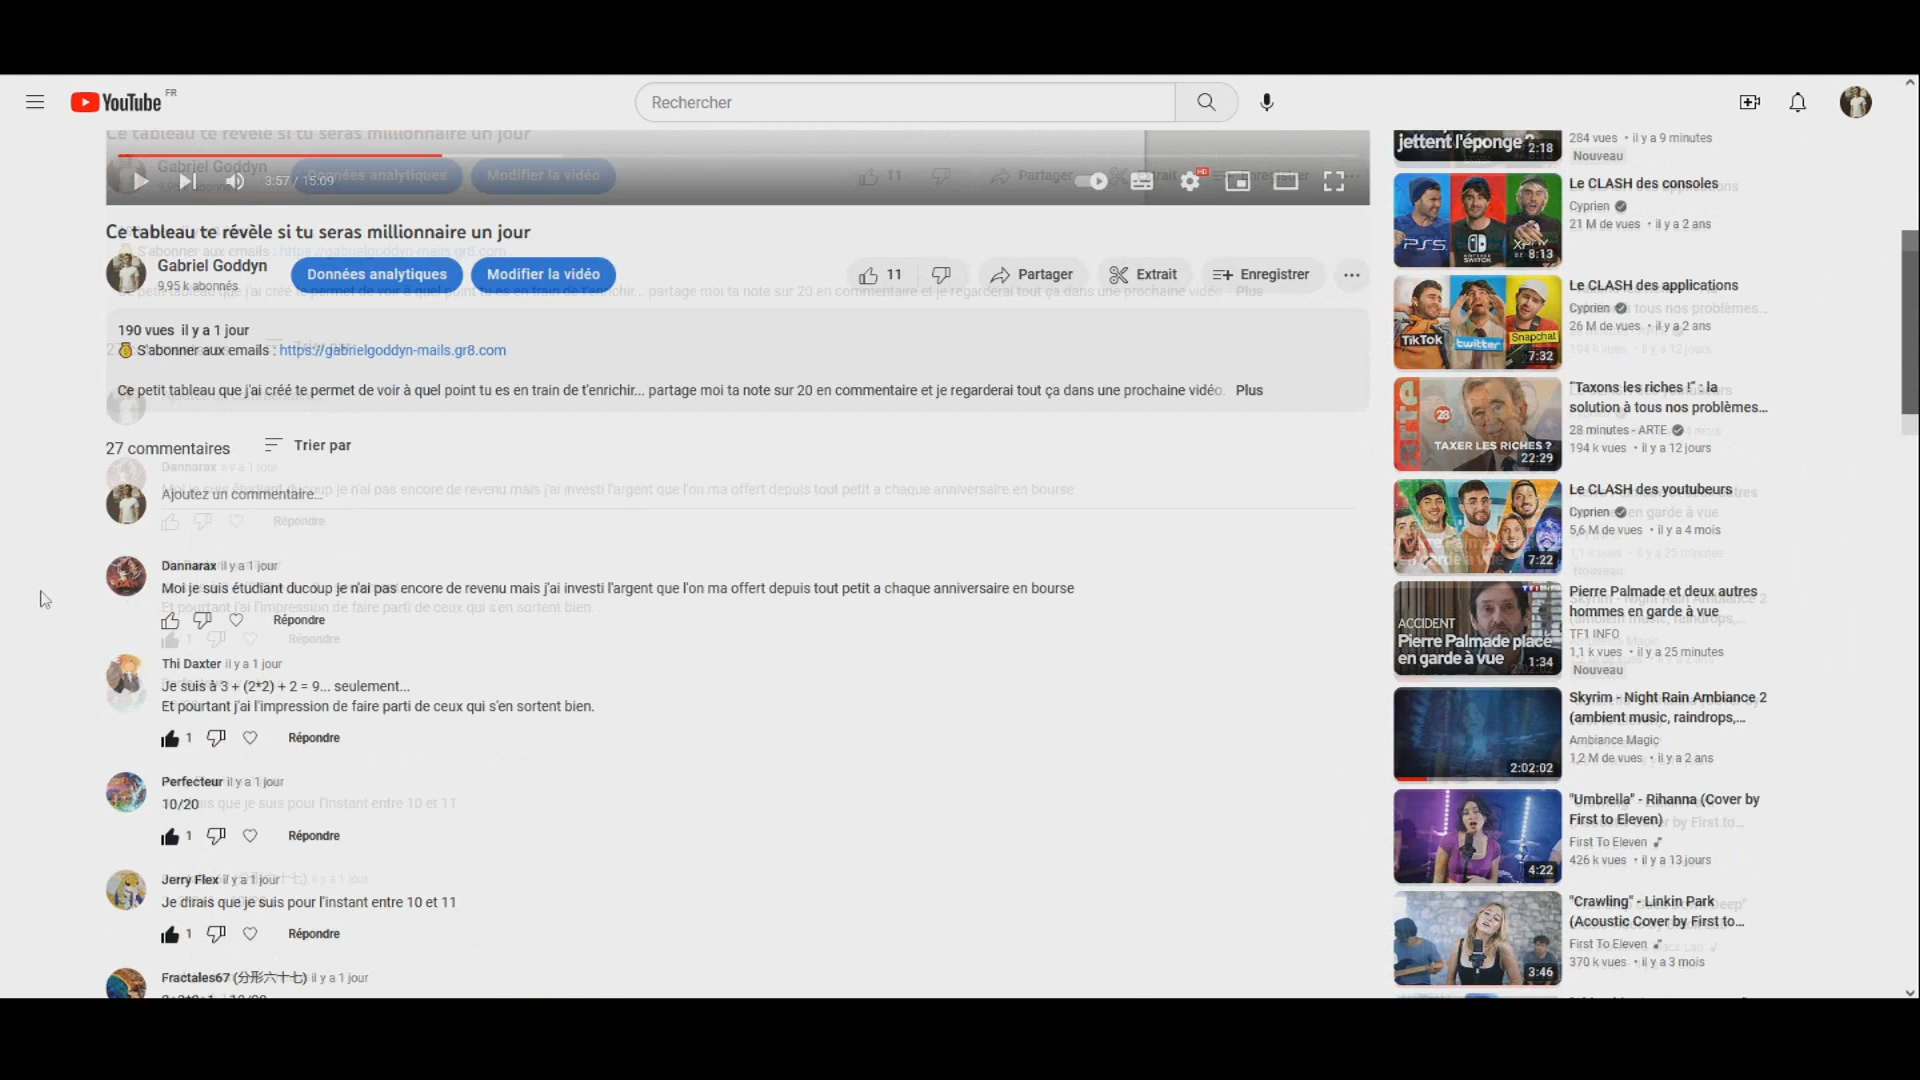 YouTube FR
Rechercher
3:57 / 15:09
HD
Ce tableau te révèle si tu seras millionnaire un jour
Gabriel Goddyn
9,95 k abonnés
Données analytiques
Modifier la vidéo
11
Partager
Extrait
Enregistrer
190 vues il y a 1 jour
S'abonner aux emails : https://gabrielgoddyn-mails.gr8.com
Ce petit tableau que j'ai créé te permet de voir à quel point tu es en train de t'enrichir... partage moi ta note sur 20 en commentaire et je regarderai tout ça dans une prochaine vidéo. Plus
27 commentaires
Trier par
Ajoutez un commentaire...
Dannarax il y a 1 jour
Moi je suis étudiant ducoup je n'ai pas encore de revenu mais j'ai investi l'argent que l'on ma offert depuis tout petit a chaque anniversaire en bourse
Répondre
Thi Daxter il y a 1 jour
Je suis à 3 + (2*2) + 2 = 9... seulement...
Et pourtant j'ai l'impression de faire parti de ceux qui s'en sortent bien.
1 Répondre
Perfecteur il y a 1 jour
10/20
1 Répondre
Jerry Flex il y a 1 jour
Je dirais que je suis pour l'instant entre 10 et 11
1 Répondre
Fractales67 (分形六十七) il y a 1 jour
jettent l'éponge ?
2:18
284 vues • il y a 9 minutes
Nouveau
PS5
SWITCH
8:13
Le CLASH des consoles
Cyprien
21 M de vues • il y a 2 ans
TikTok
twitter
Snapchat
7:32
Le CLASH des applications
Cyprien
26 M de vues • il y a 2 ans
arte
28
TAXER LES RICHES ?
22:29
"Taxons les riches !" : la
solution à tous nos problèmes...
28 minutes - ARTE
194 k vues • il y a 12 jours
7:22
Le CLASH des youtubeurs
Cyprien
5,6 M de vues • il y a 4 mois
TF1 INFO
ACCIDENT
Pierre Palmade placé
en garde à vue
1:34
Pierre Palmade et deux autres
hommes en garde à vue
TF1 INFO
1,1 k vues • il y a 25 minutes
Nouveau
2:02:02
Skyrim - Night Rain Ambiance 2
(ambient music, raindrops,...
Ambiance Magic
1,2 M de vues • il y a 2 ans
4:22
"Umbrella" - Rihanna (Cover by
First to Eleven)
First To Eleven
426 k vues • il y a 13 jours
3:46
"Crawling" - Linkin Park
(Acoustic Cover by First to...
First To Eleven
370 k vues • il y a 3 mois